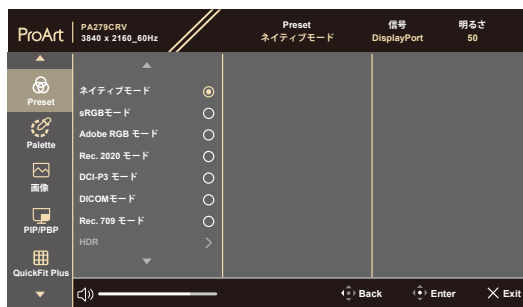 ProArt
PA279CRV
3840 x 2160_60Hz
Preset
ネイティブモード
信号
DisplayPort
明るさ
50
Preset
Palette
画像
PIP/PBP
QuickFit Plus
ネイティブモード
sRGBモード
Adobe RGB モード
Rec. 2020 モード
DCI-P3 モード
DICOMモード
Rec. 709 モード
HDR
Back
Enter
Exit